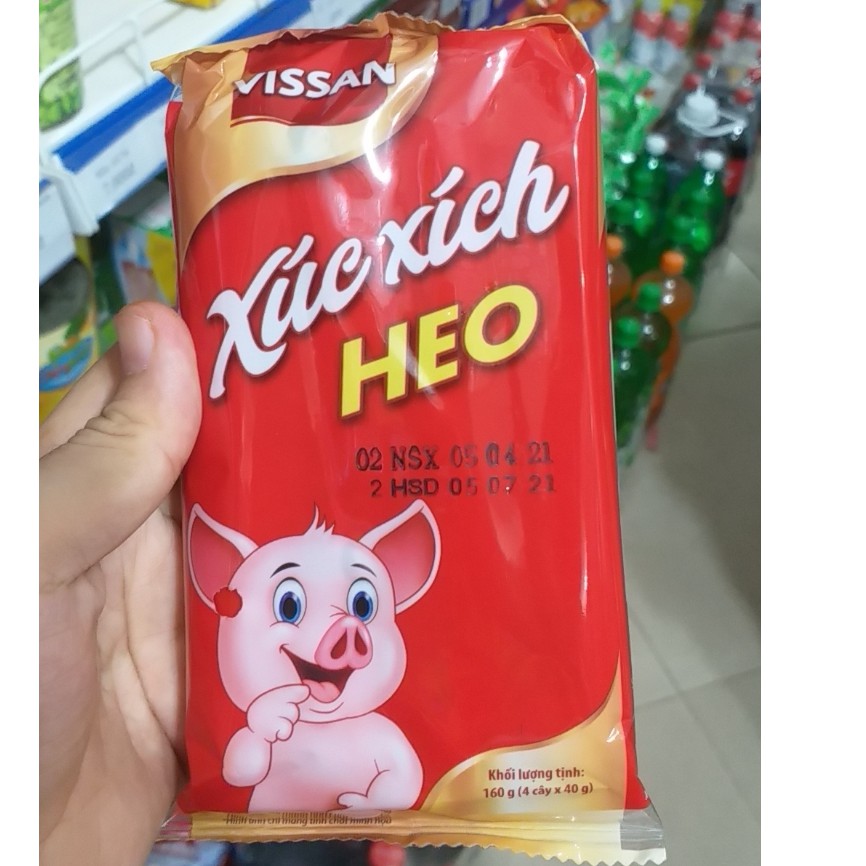 VISSAN
Xúc xích
HEO
02 NSX 05 04 21
2 HSD 05 07 21
Khối lượng tịnh:
160 g (4 cây x 40 g)